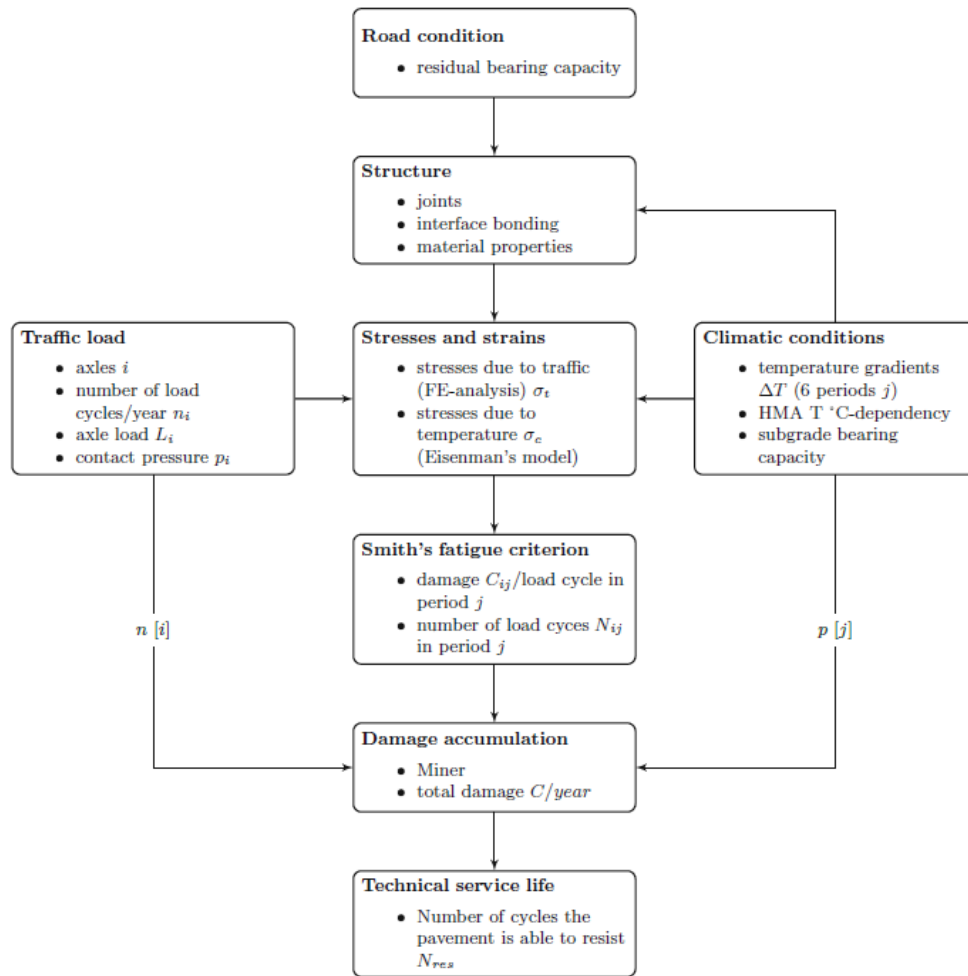 Road condition
• residual bearing capacity
Structure
• joints
• interface bonding
• material properties
Traffic load
• axles i
• number of load
cycles/year nᵢ
• axle load Lᵢ
• contact pressure pᵢ
Stresses and strains
• stresses due to traffic
(FE-analysis) σₜ
• stresses due to
temperature σ_c
(Eisenman's model)
Climatic conditions
• temperature gradients
ΔT (6 periods j)
• HMA T °C-dependency
• subgrade bearing
capacity
Smith's fatigue criterion
• damage Cᵢⱼ/load cycle in
period j
• number of load cyces Nᵢⱼ
in period j
n [i]
p [j]
Damage accumulation
• Miner
• total damage C/year
Technical service life
• Number of cycles the
pavement is able to resist
Nᵣₑₛ